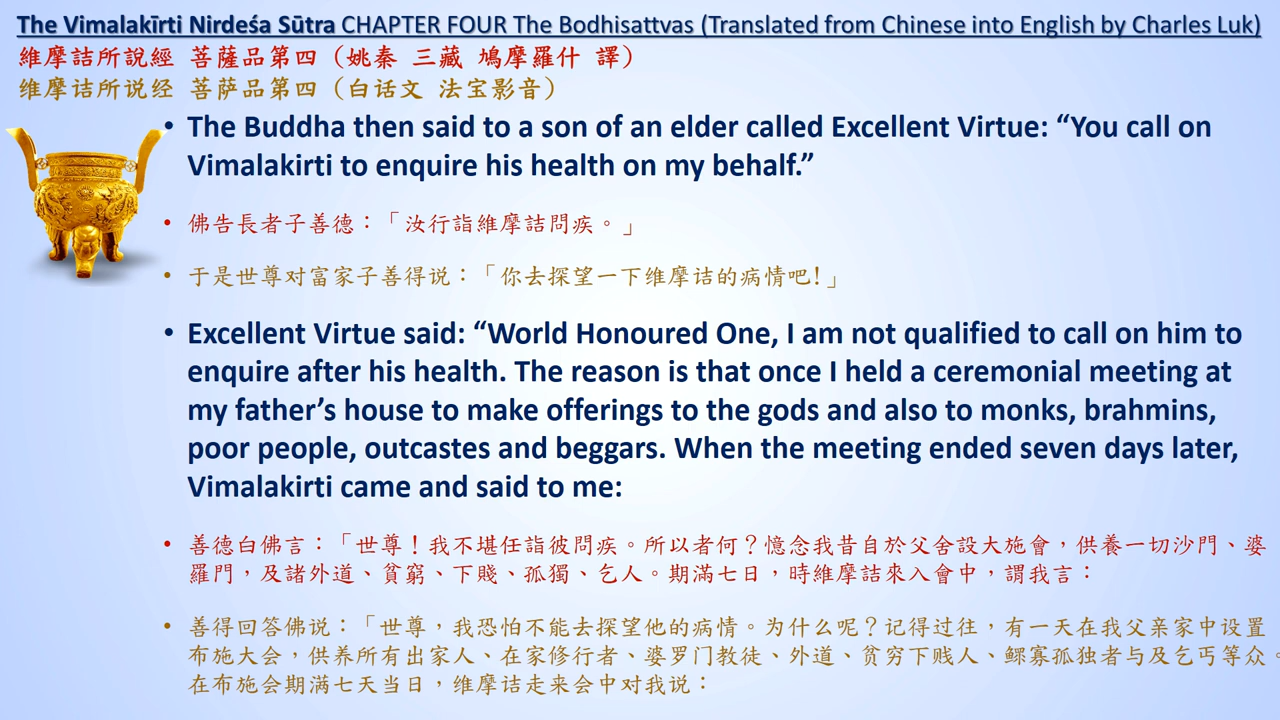 The Vimalakīrti Nirdeśa Sūtra CHAPTER FOUR The Bodhisattvas (Translated from Chinese into English by Charles Luk)
維摩詰所說經 菩薩品第四 (姚秦 三藏 鳩摩羅什 譯)
维摩诘所说经 菩萨品第四 (白话文 法宝影音)
• The Buddha then said to a son of an elder called Excellent Virtue: “You call on
Vimalakirti to enquire his health on my behalf.”
• 佛告長者子善德：「汝行詣維摩詰問疾。」
• 于是世尊对富家子善得说：「你去探望一下维摩诘的病情吧!」
• Excellent Virtue said: “World Honoured One, I am not qualified to call on him to
enquire after his health. The reason is that once I held a ceremonial meeting at
my father’s house to make offerings to the gods and also to monks, brahmins,
poor people, outcastes and beggars. When the meeting ended seven days later,
Vimalakirti came and said to me:
• 善德白佛言：「世尊！我不堪任詣彼問疾。所以者何？憶念我昔自於父舍設大施會，供養一切沙門、婆
羅門，及諸外道、貧窮、下賤、孤獨、乞人。期滿七日，時維摩詰來入會中，謂我言：
• 善得回答佛说：「世尊，我恐怕不能去探望他的病情。为什么呢？记得过往，有一天在我父亲家中设置
布施大会，供养所有出家人、在家修行者、婆罗门教徒、外道、贫穷下贱人、鳏寡孤独者与及乞丐等众。
在布施会期满七天当日，维摩诘走来会中对我说：